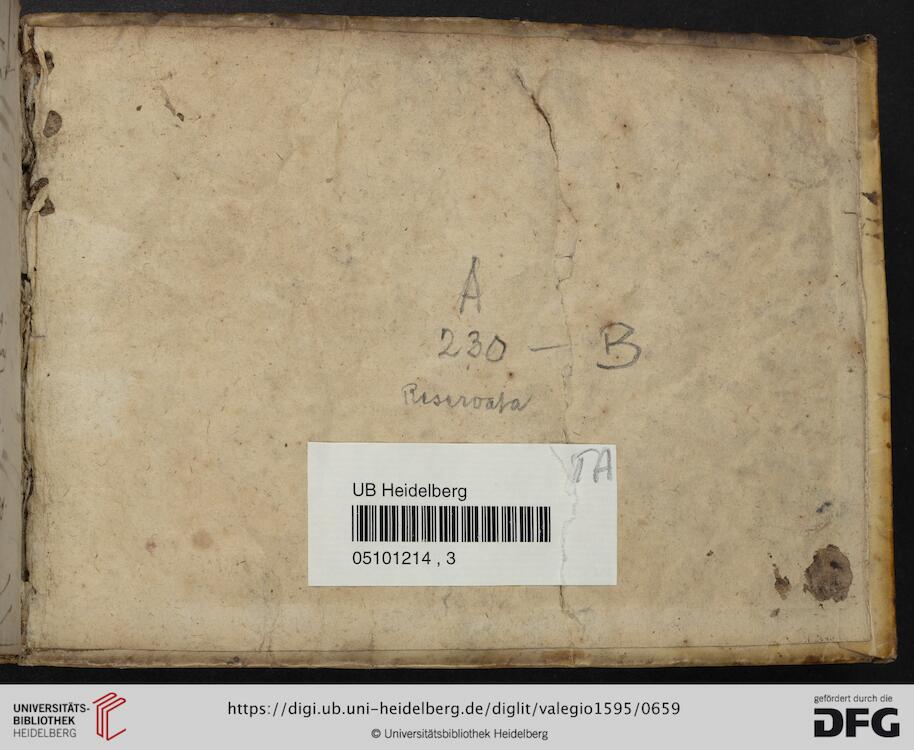 A
230 — B
Reservata
TA
UB Heidelberg
05101214 , 3
UNIVERSITÄTS-
BIBLIOTHEK
HEIDELBERG
https://digi.ub.uni-heidelberg.de/diglit/valegio1595/0659
© Universitätsbibliothek Heidelberg
gefördert durch die
DFG